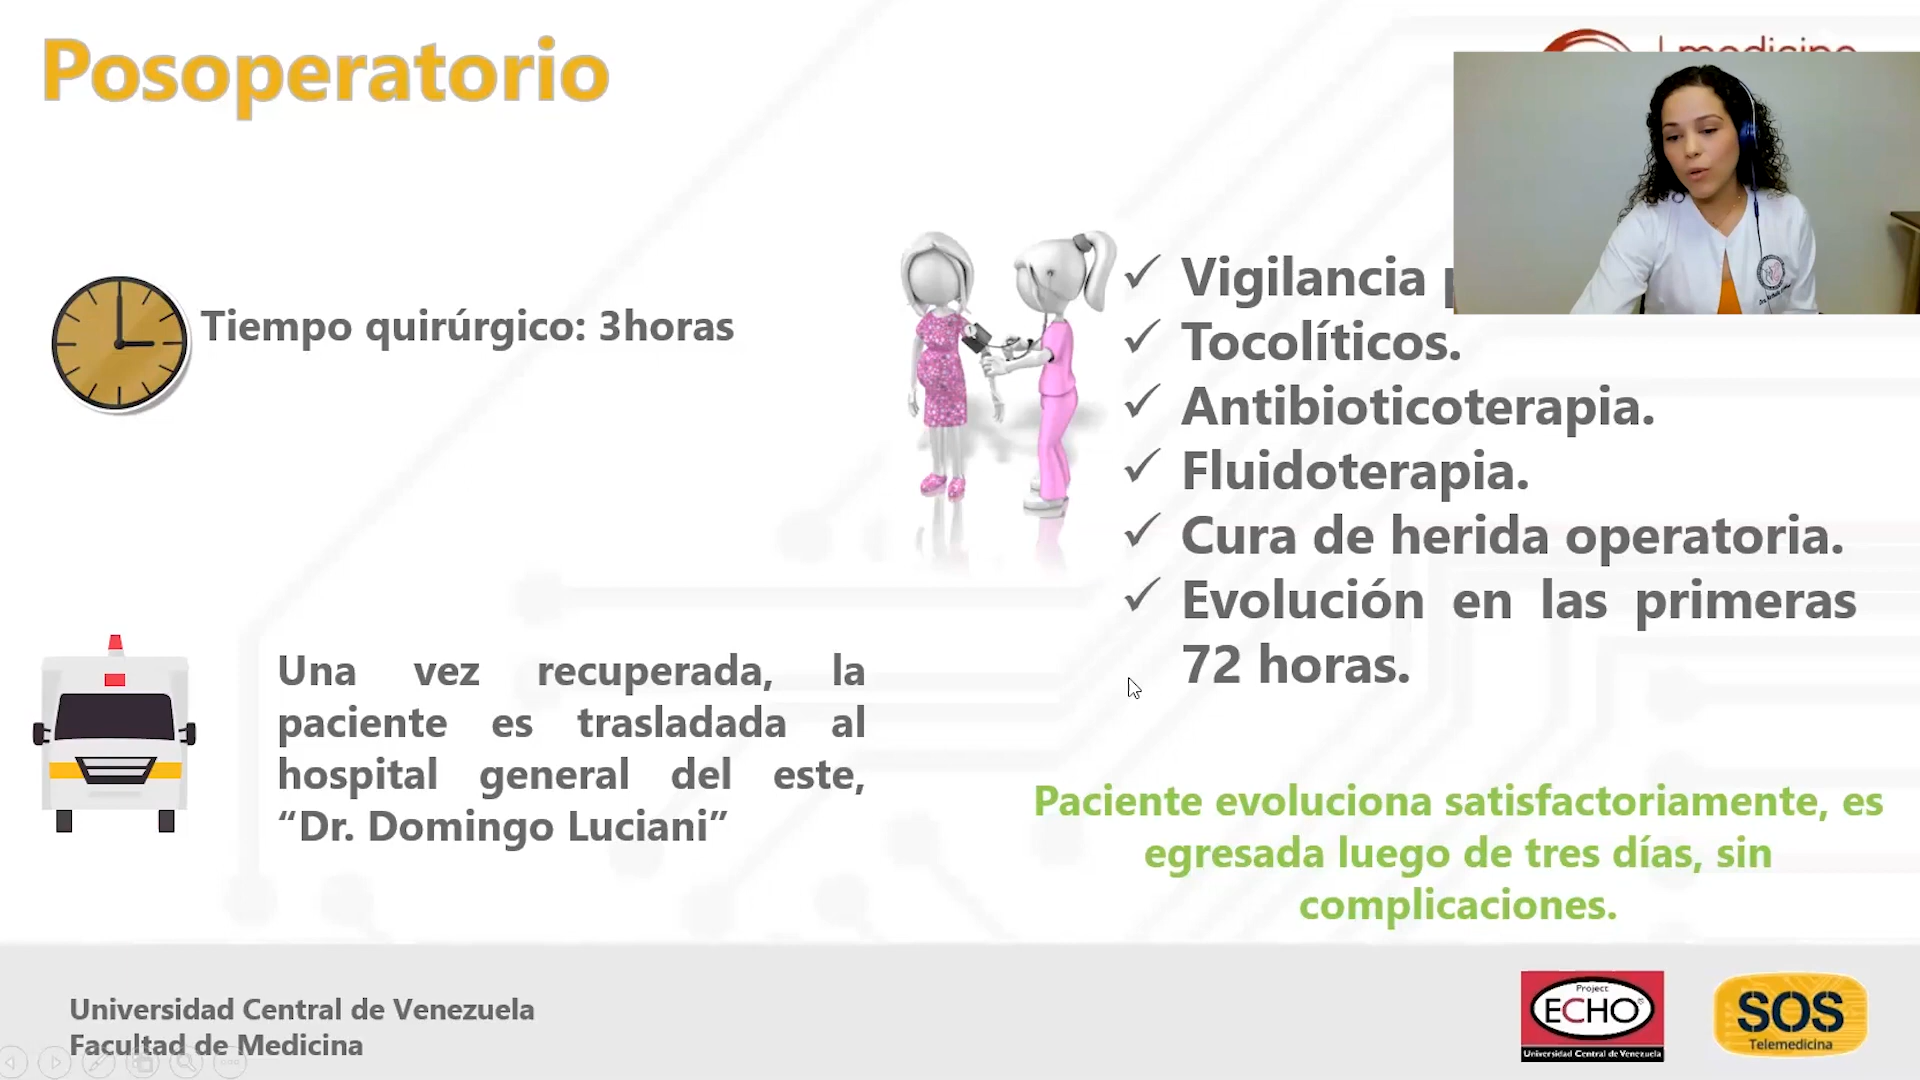 Posoperatorio
medicine
Tiempo quirúrgico: 3horas
✓ Vigilancia
✓ Tocolíticos.
✓ Antibioticoterapia.
✓ Fluidoterapia.
✓ Cura de herida operatoria.
✓ Evolución en las primeras
72 horas.
Una vez recuperada, la
paciente es trasladada al
hospital general del este,
“Dr. Domingo Luciani”
Paciente evoluciona satisfactoriamente, es
egresada luego de tres días, sin
complicaciones.
Universidad Central de Venezuela
Facultad de Medicina
Project
ECHO®
Universidad Central de Venezuela
SOS
Telemedicina